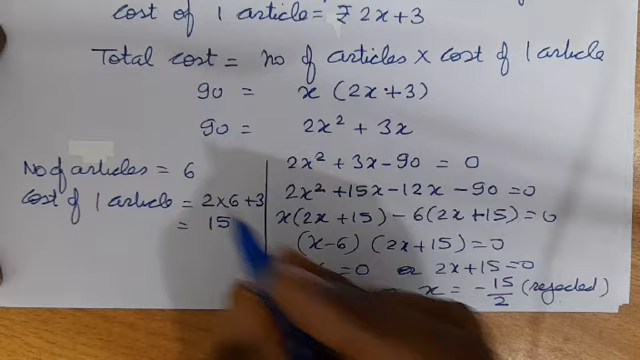 cost of 1 article = ₹ 2x+3
Total cost = no of articles × cost of 1 article
90 = x (2x+3)
90 = 2x² + 3x
No of articles = 6
cost of 1 article = 2×6+3
= 15
2x² + 3x - 90 = 0
2x² + 15x - 12x - 90 = 0
x(2x+15) - 6(2x+15) = 0
(x-6) (2x+15) = 0
= 0 or 2x+15 = 0
x = -15/2 (rejected)